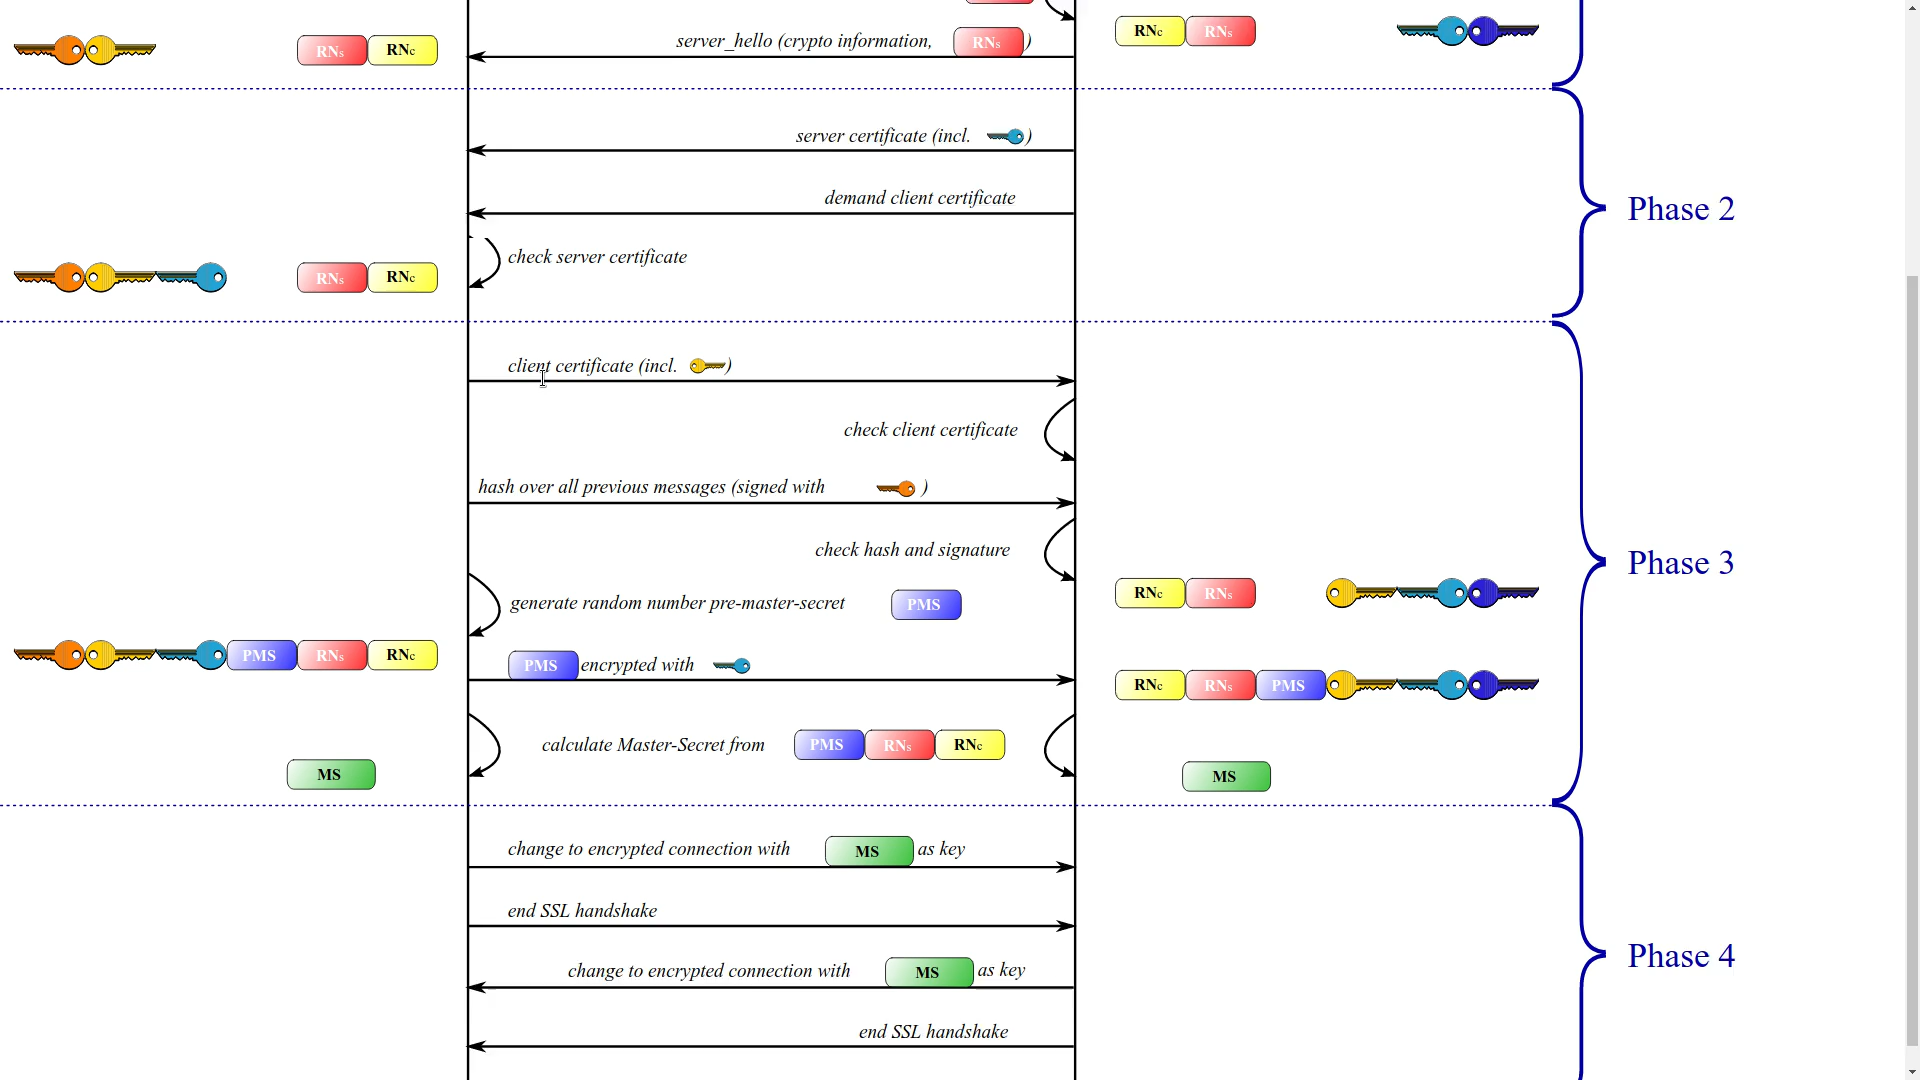 server_hello (crypto information, RNs )
RNs RNc
RNc RNs
server certificate (incl. )
demand client certificate
Phase 2
check server certificate
RNs RNc
client certificate (incl. )
check client certificate
hash over all previous messages (signed with )
check hash and signature
Phase 3
generate random number pre-master-secret PMS
RNc RNs
PMS RNs RNc
PMS encrypted with
RNc RNs PMS
calculate Master-Secret from PMS RNs RNc
MS
MS
change to encrypted connection with MS as key
end SSL handshake
Phase 4
change to encrypted connection with MS as key
end SSL handshake